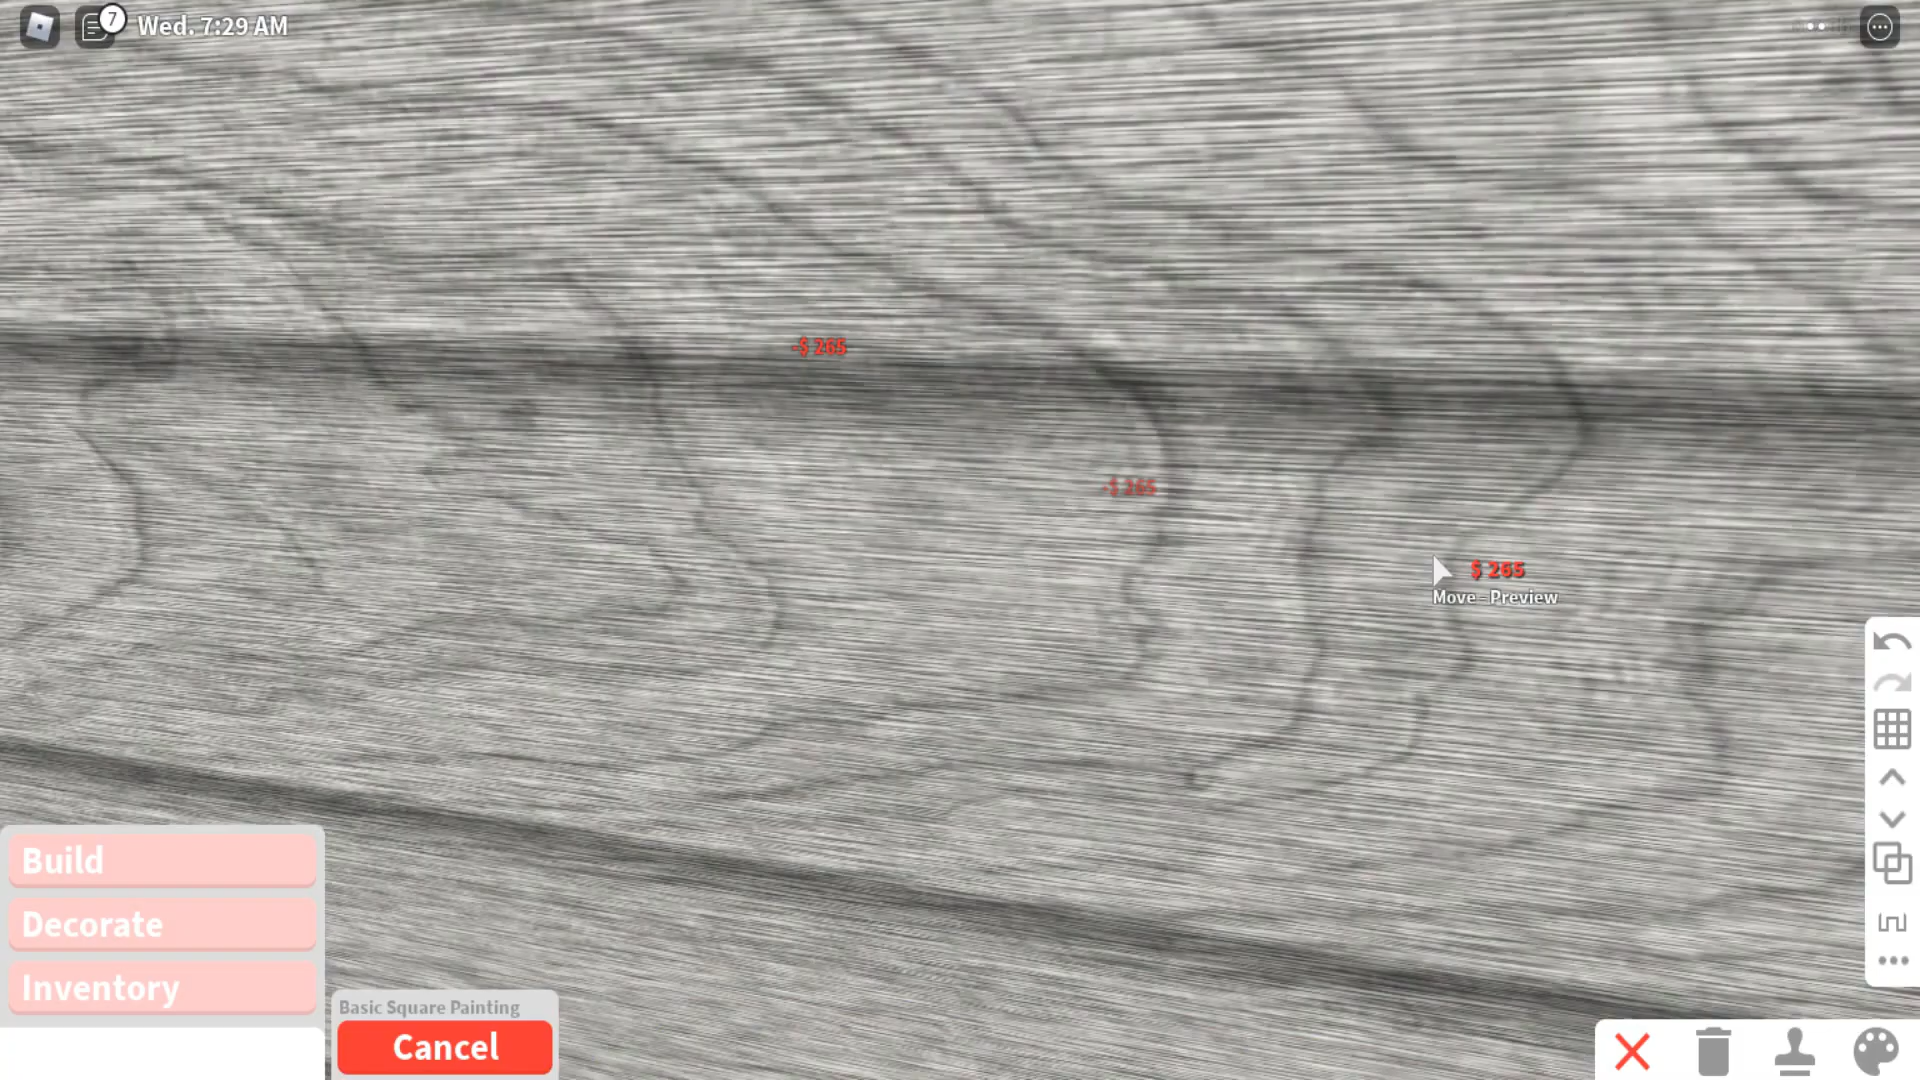 7
Wed. 7:29 AM
-$ 265
-$ 265
$ 265
Move - Preview
Build
Decorate
Inventory
Basic Square Painting
Cancel